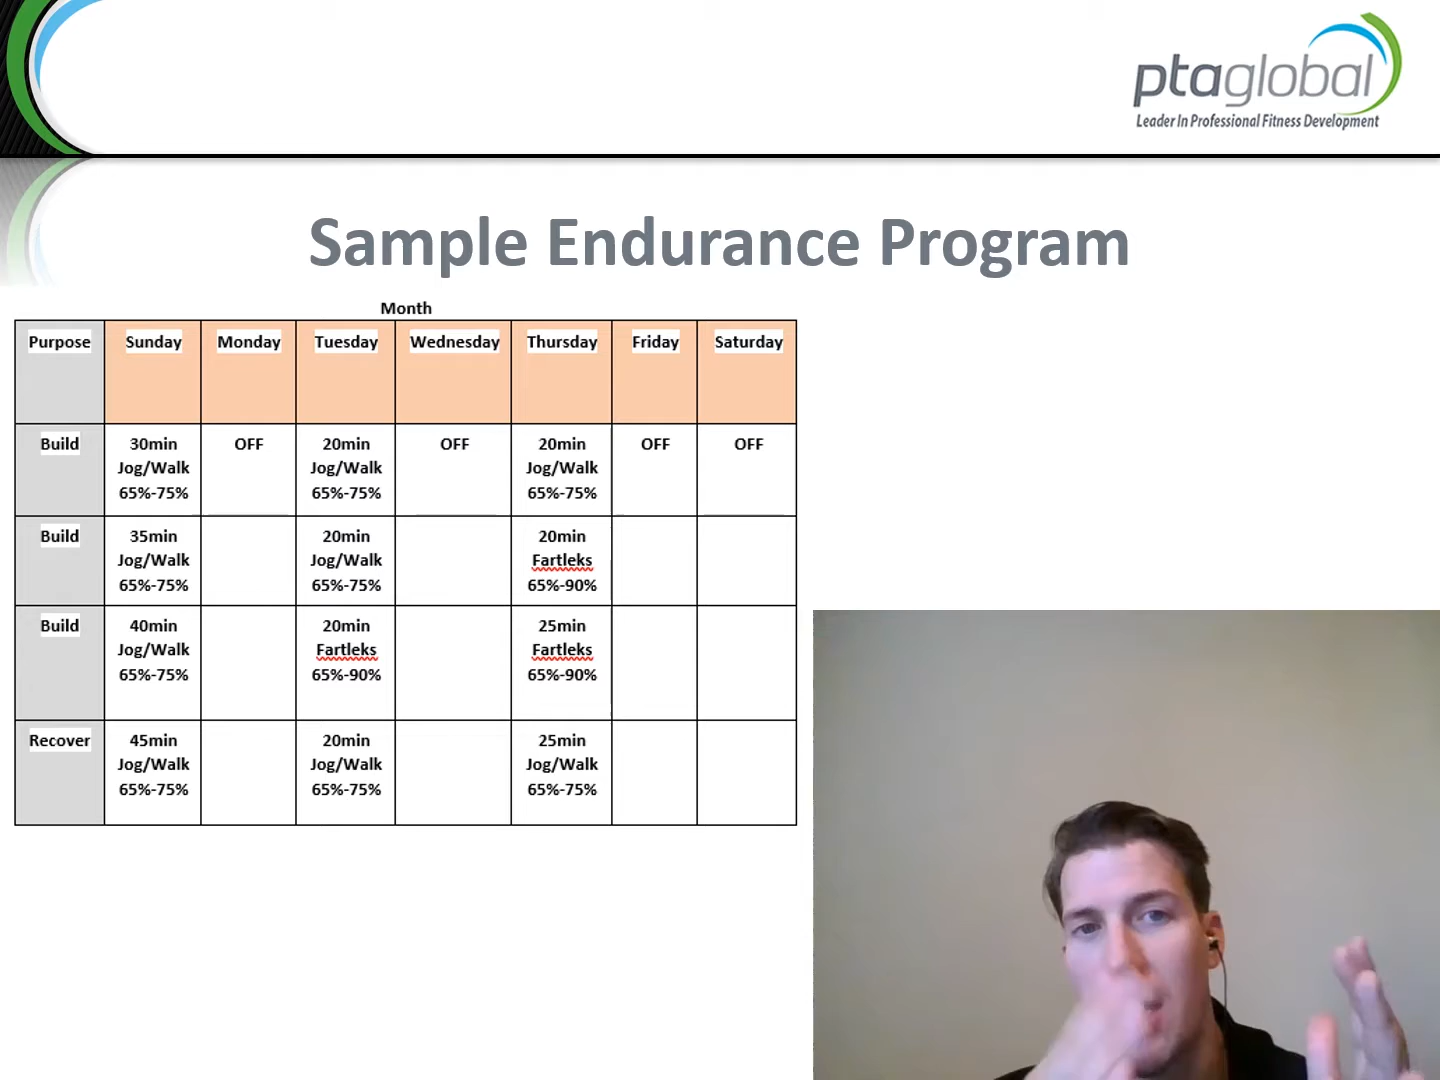 ptaglobal
Leader In Professional Fitness Development
Sample Endurance Program
Month
Purpose Sunday Monday Tuesday Wednesday Thursday Friday Saturday
Build 30min OFF 20min OFF 20min OFF OFF
Jog/Walk Jog/Walk Jog/Walk
65%-75% 65%-75% 65%-75%
Build 35min 20min 20min
Jog/Walk Jog/Walk Fartleks
65%-75% 65%-75% 65%-90%
Build 40min 20min 25min
Jog/Walk Fartleks Fartleks
65%-75% 65%-90% 65%-90%
Recover 45min 20min 25min
Jog/Walk Jog/Walk Jog/Walk
65%-75% 65%-75% 65%-75%